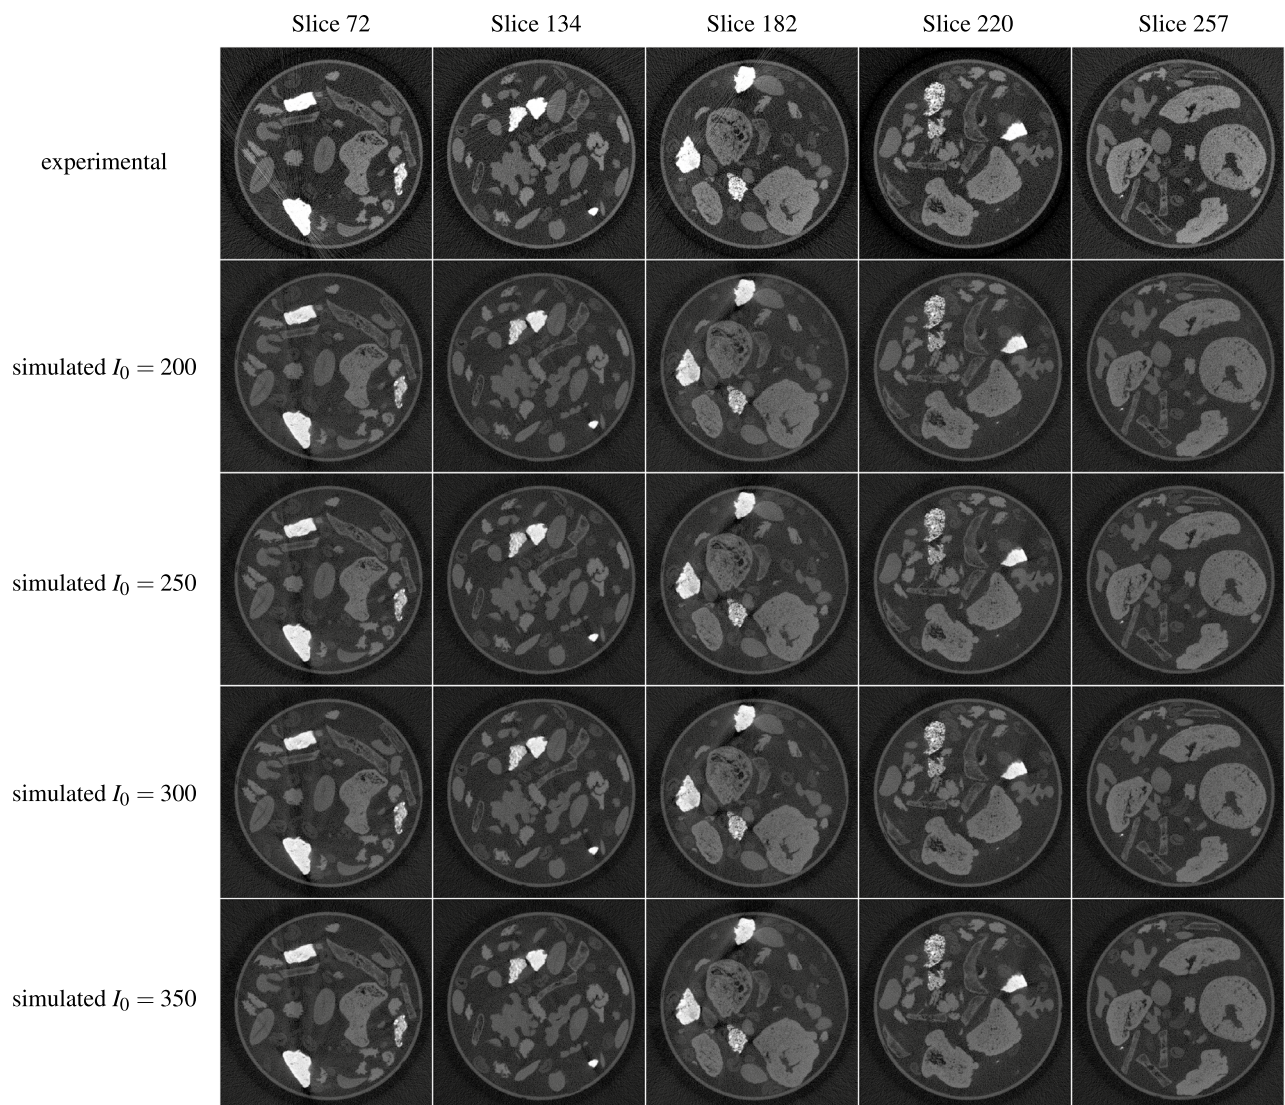 Slice 72 Slice 134 Slice 182 Slice 220 Slice 257
experimental
simulated I₀ = 200
simulated I₀ = 250
simulated I₀ = 300
simulated I₀ = 350